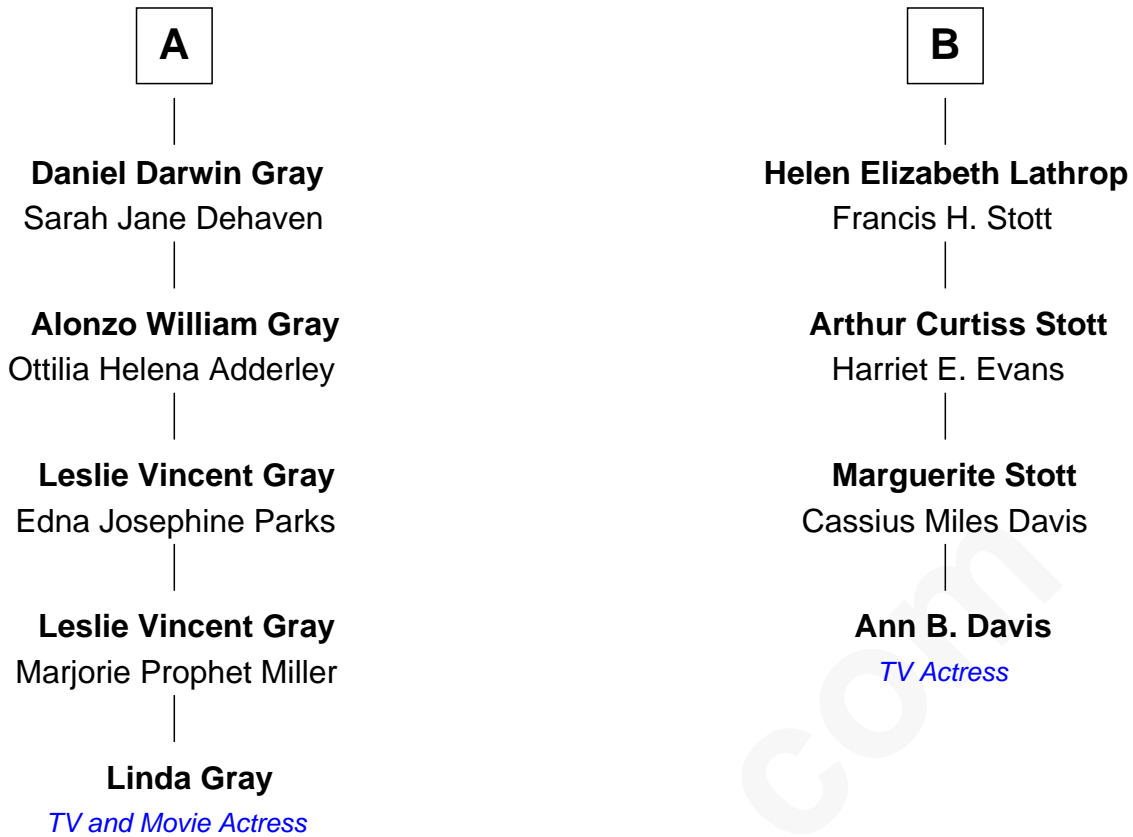 A
Daniel Darwin Gray
Sarah Jane Dehaven
Alonzo William Gray
Ottilia Helena Adderley
Leslie Vincent Gray
Edna Josephine Parks
Leslie Vincent Gray
Marjorie Prophet Miller
Linda Gray
TV and Movie Actress
B
Helen Elizabeth Lathrop
Francis H. Stott
Arthur Curtiss Stott
Harriet E. Evans
Marguerite Stott
Cassius Miles Davis
Ann B. Davis
TV Actress
com